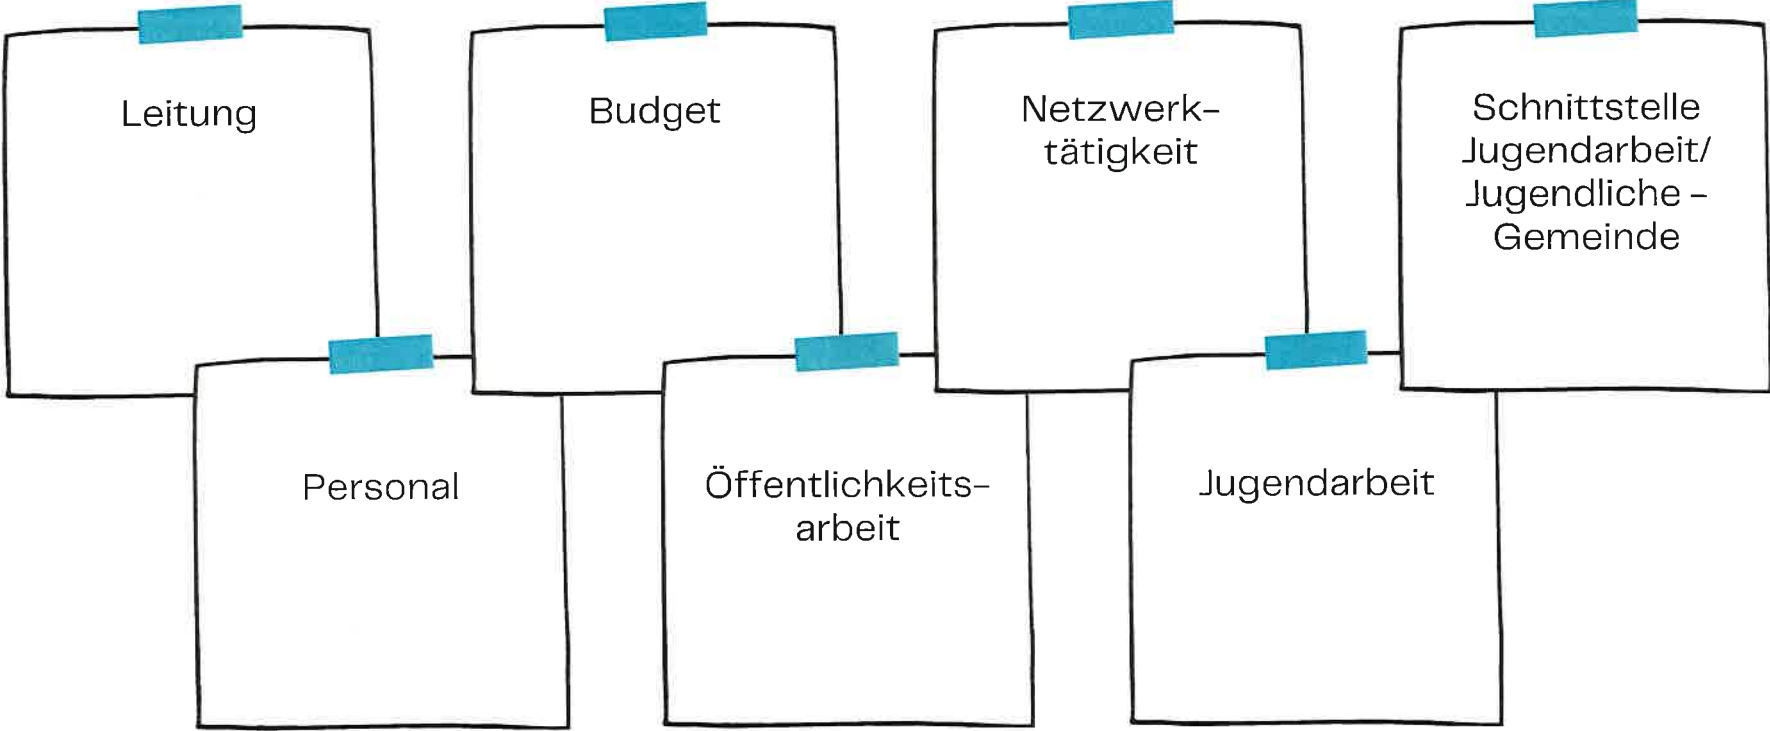 Leitung
Budget
Netzwerk-
tätigkeit
Schnittstelle
Jugendarbeit/
Jugendliche –
Gemeinde
Personal
Öffentlichkeits-
arbeit
Jugendarbeit